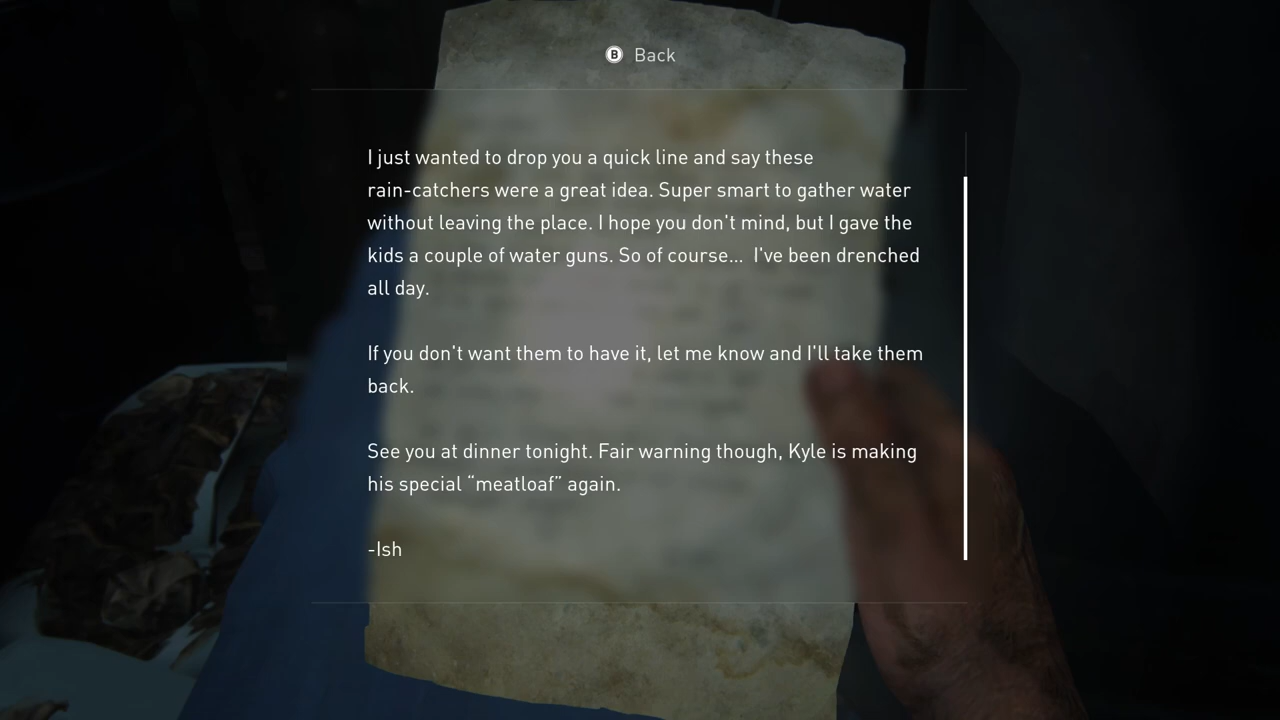 B Back
I just wanted to drop you a quick line and say these
rain-catchers were a great idea. Super smart to gather water
without leaving the place. I hope you don't mind, but I gave the
kids a couple of water guns. So of course...  I've been drenched
all day.
If you don't want them to have it, let me know and I'll take them
back.
See you at dinner tonight. Fair warning though, Kyle is making
his special “meatloaf” again.
-Ish